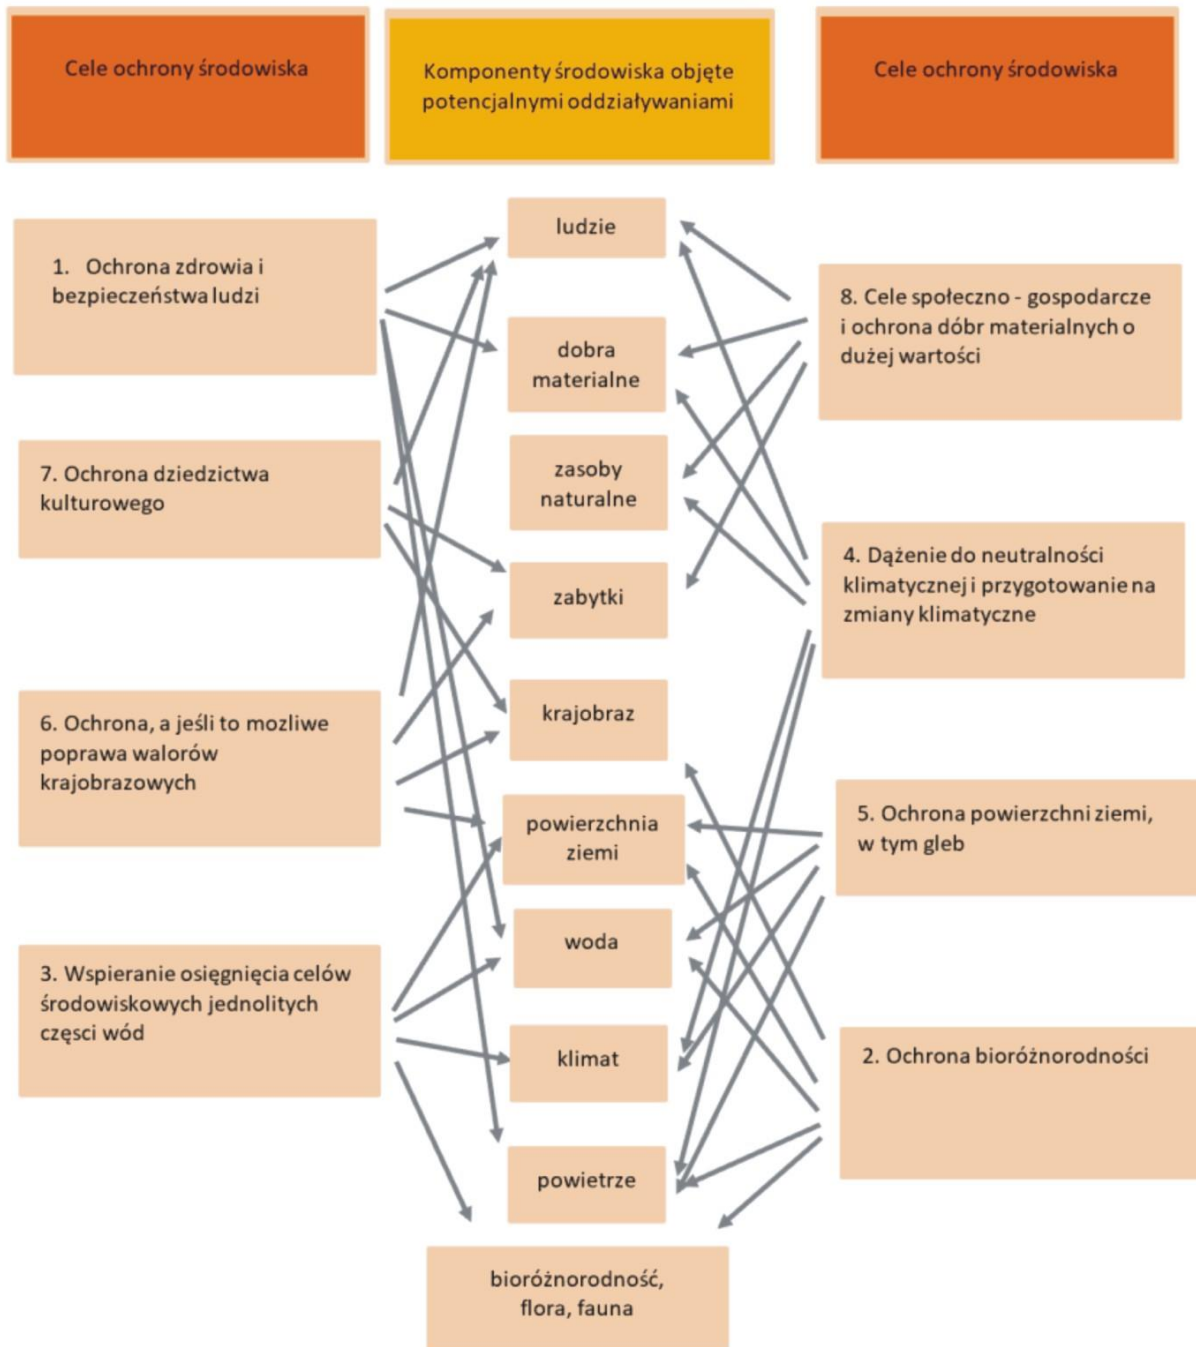 Cele ochrony środowiska
Komponenty środowiska objęte
potencjalnymi oddziaływaniami
Cele ochrony środowiska
1. Ochrona zdrowia i
bezpieczeństwa ludzi
7. Ochrona dziedzictwa
kulturowego
6. Ochrona, a jeśli to mozliwe
poprawa walorów
krajobrazowych
3. Wspieranie osięgnięcia celów
środowiskowych jednolitych
częsci wód
ludzie
dobra
materialne
zasoby
naturalne
zabytki
krajobraz
powierzchnia
ziemi
woda
klimat
powietrze
bioróżnorodność,
flora, fauna
8. Cele społeczno - gospodarcze
i ochrona dóbr materialnych o
dużej wartości
4. Dążenie do neutralności
klimatycznej i przygotowanie na
zmiany klimatyczne
5. Ochrona powierzchni ziemi,
w tym gleb
2. Ochrona bioróżnorodności